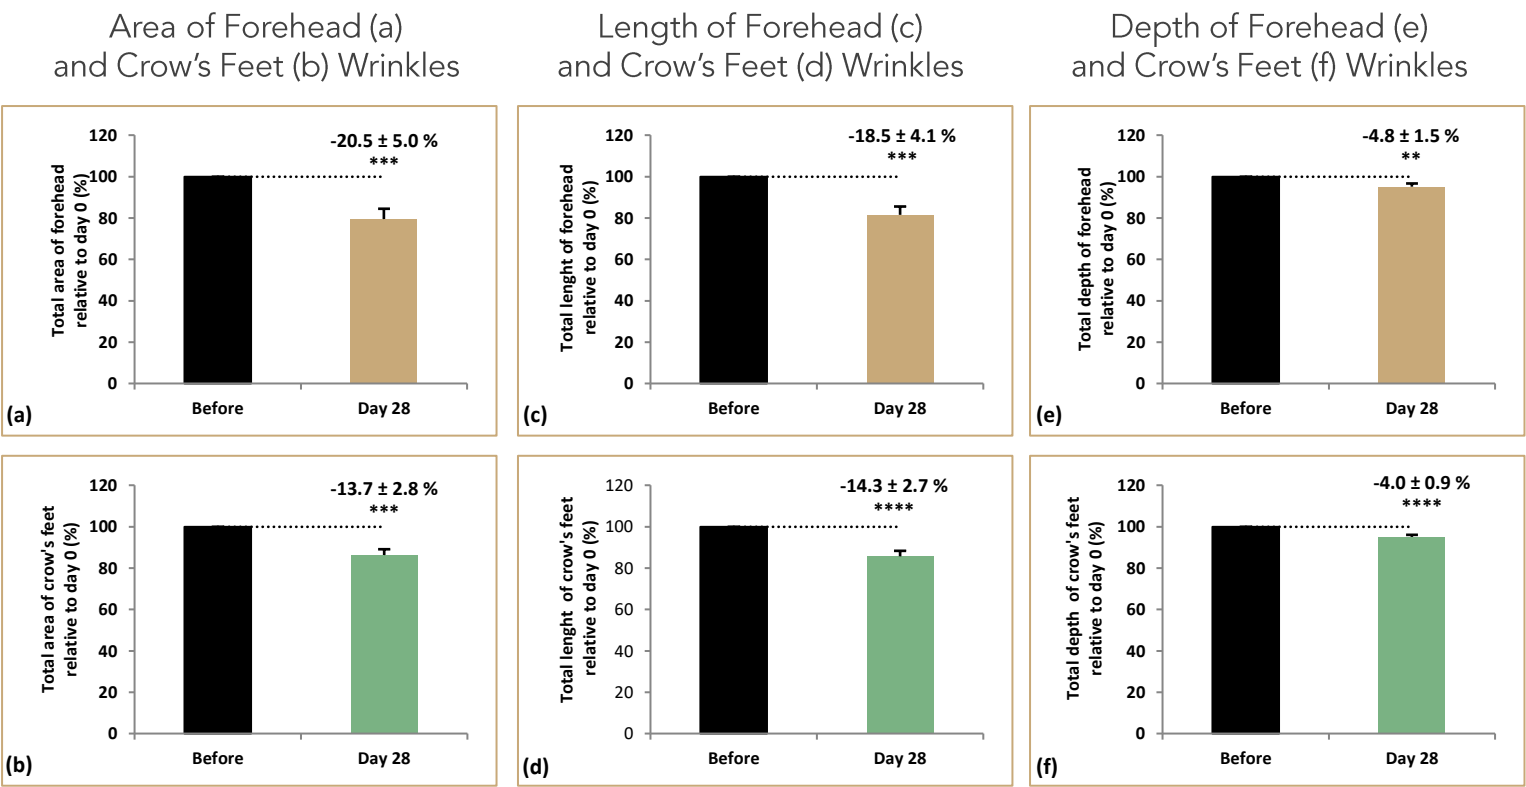 Area of Forehead (a)
and Crow's Feet (b) Wrinkles
Length of Forehead (c)
and Crow's Feet (d) Wrinkles
Depth of Forehead (e)
and Crow's Feet (f) Wrinkles
Total area of forehead
relative to day 0 (%)
120
100
80
60
40
20
0
-20.5 ± 5.0 %
***
Before
Day 28
(a)
Total lenght of forehead
relative to day 0 (%)
120
100
80
60
40
20
0
-18.5 ± 4.1 %
***
Before
Day 28
(c)
Total depth of forehead
relative to day 0 (%)
120
100
80
60
40
20
0
-4.8 ± 1.5 %
**
Before
Day 28
(e)
Total area of crow's feet
relative to day 0 (%)
120
100
80
60
40
20
0
-13.7 ± 2.8 %
***
Before
Day 28
(b)
Total lenght of crow's feet
relative to day 0 (%)
120
100
80
60
40
20
0
-14.3 ± 2.7 %
****
Before
Day 28
(d)
Total depth of crow's feet
relative to day 0 (%)
120
100
80
60
40
20
0
-4.0 ± 0.9 %
****
Before
Day 28
(f)